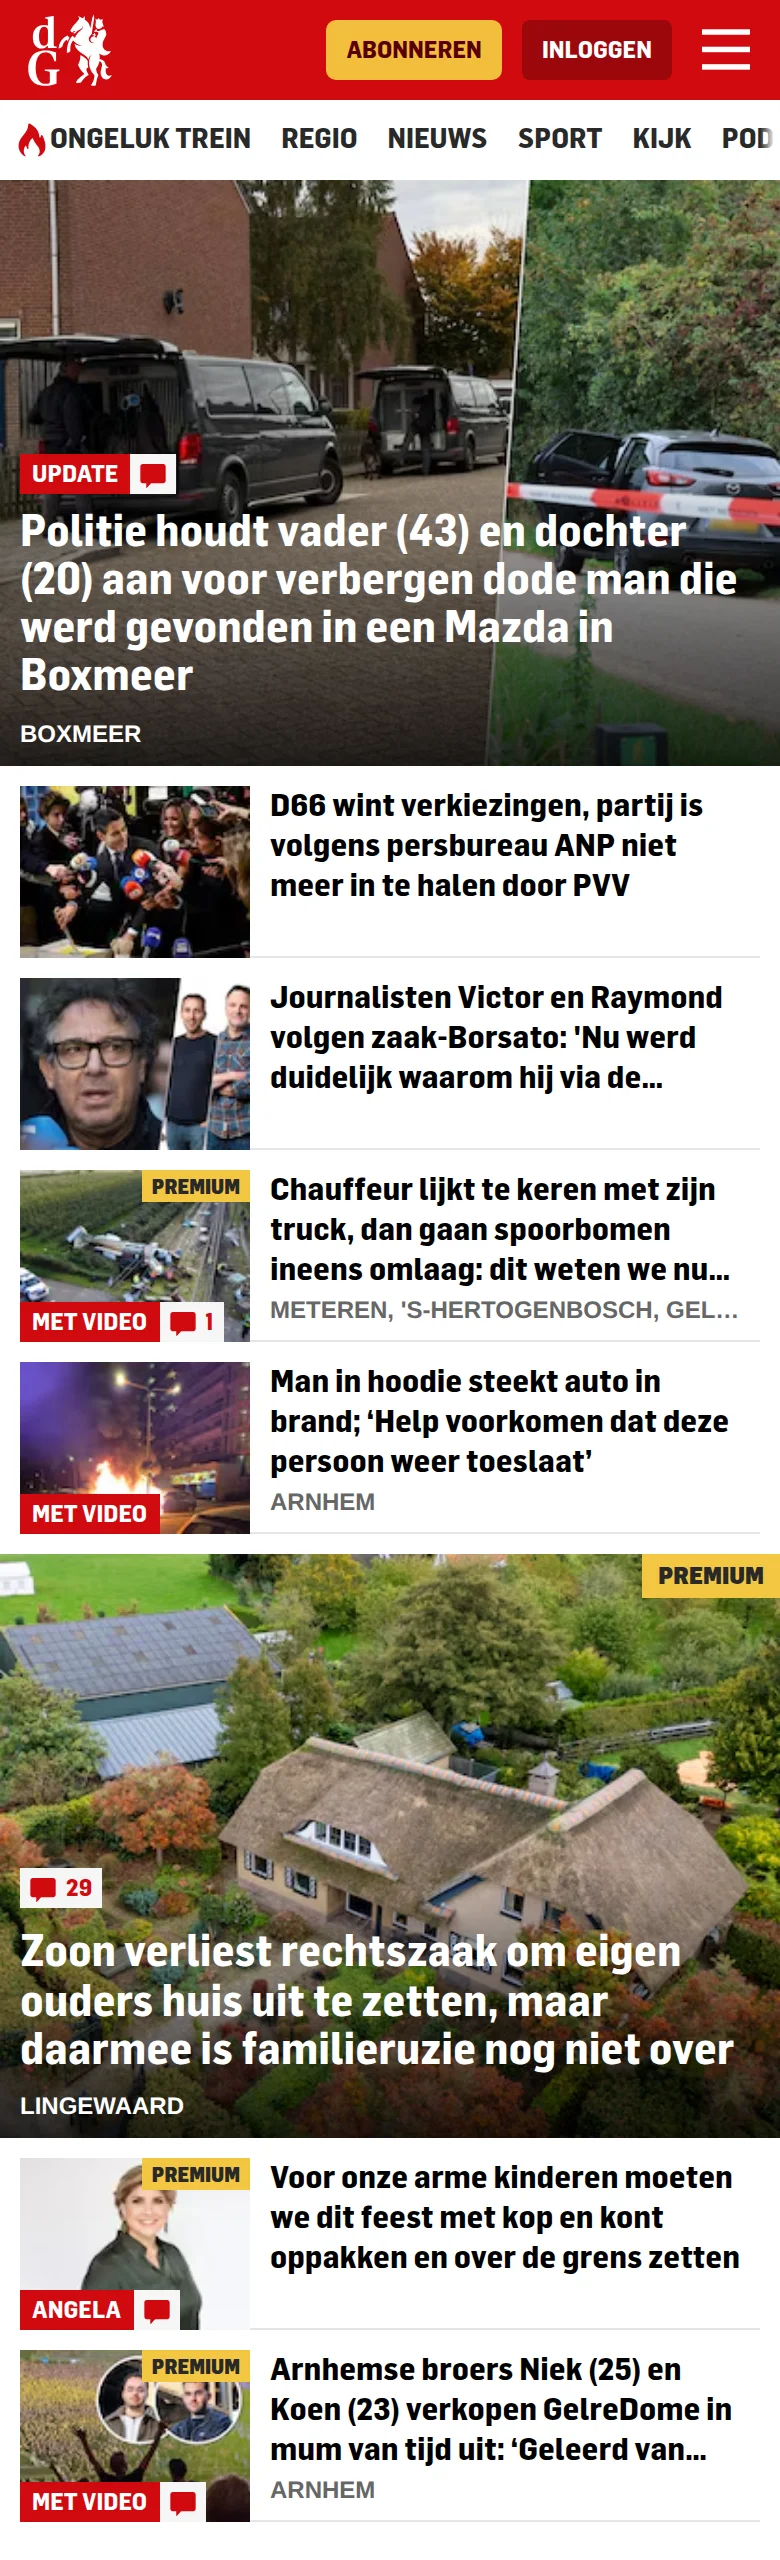 dG
ABONNEREN
INLOGGEN
ONGELUK TREIN REGIO NIEUWS SPORT KIJK POD
UPDATE
Politie houdt vader (43) en dochter
(20) aan voor verbergen dode man die
werd gevonden in een Mazda in
Boxmeer
BOXMEER
D66 wint verkiezingen, partij is
volgens persbureau ANP niet
meer in te halen door PVV
Journalisten Victor en Raymond
volgen zaak-Borsato: 'Nu werd
duidelijk waarom hij via de...
PREMIUM
MET VIDEO 1
Chauffeur lijkt te keren met zijn
truck, dan gaan spoorbomen
ineens omlaag: dit weten we nu...
METEREN, 'S-HERTOGENBOSCH, GEL...
MET VIDEO
Man in hoodie steekt auto in
brand; ‘Help voorkomen dat deze
persoon weer toeslaat’
ARNHEM
PREMIUM
29
Zoon verliest rechtszaak om eigen
ouders huis uit te zetten, maar
daarmee is familieruzie nog niet over
LINGEWAARD
PREMIUM
ANGELA
Voor onze arme kinderen moeten
we dit feest met kop en kont
oppakken en over de grens zetten
PREMIUM
MET VIDEO
Arnhemse broers Niek (25) en
Koen (23) verkopen GelreDome in
mum van tijd uit: ‘Geleerd van...
ARNHEM